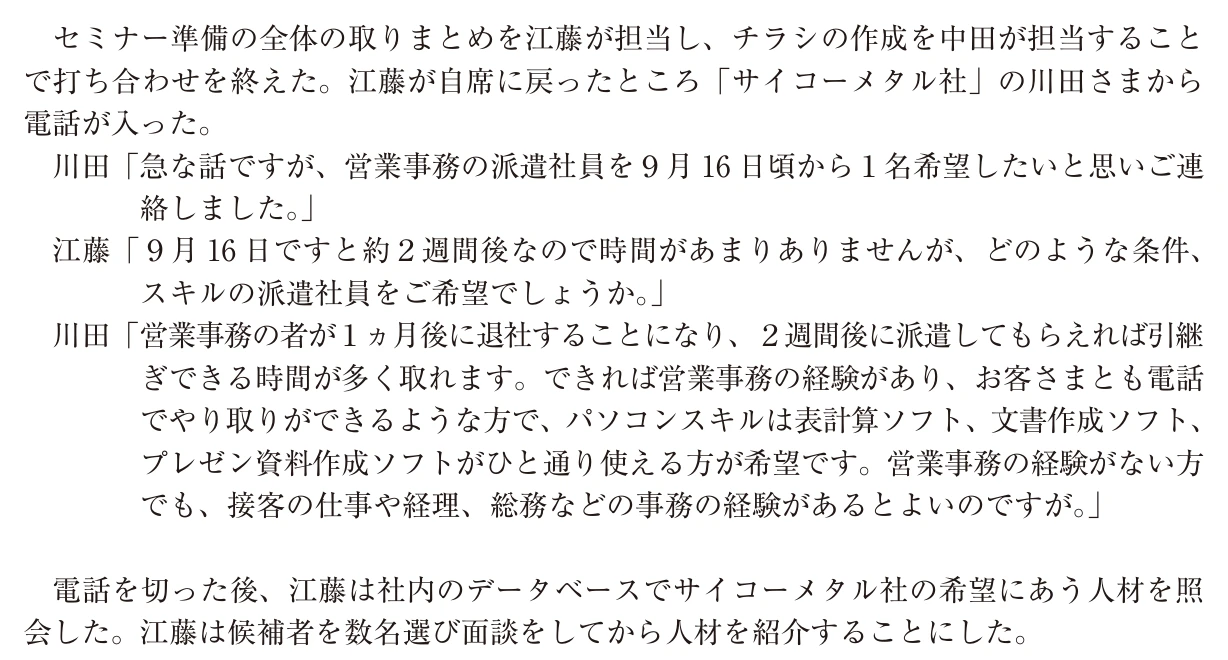 セミナー準備の全体の取りまとめを江藤が担当し、チラシの作成を中田が担当すること
で打ち合わせを終えた。江藤が自席に戻ったところ「サイコーメタル社」の川田さまから
電話が入った。
川田「急な話ですが、営業事務の派遣社員を９月 16 日頃から１名希望したいと思いご連
絡しました。」
江藤「９月 16 日ですと約２週間後なので時間があまりありませんが、どのような条件、
スキルの派遣社員をご希望でしょうか。」
川田「営業事務の者が１ヵ月後に退社することになり、２週間後に派遣してもらえれば引継
ぎできる時間が多く取れます。できれば営業事務の経験があり、お客さまとも電話
でやり取りができるような方で、パソコンスキルは表計算ソフト、文書作成ソフト、
プレゼン資料作成ソフトがひと通り使える方が希望です。営業事務の経験がない方
でも、接客の仕事や経理、総務などの事務の経験があるとよいのですが。」
電話を切った後、江藤は社内のデータベースでサイコーメタル社の希望にあう人材を照
会した。江藤は候補者を数名選び面談をしてから人材を紹介することにした。